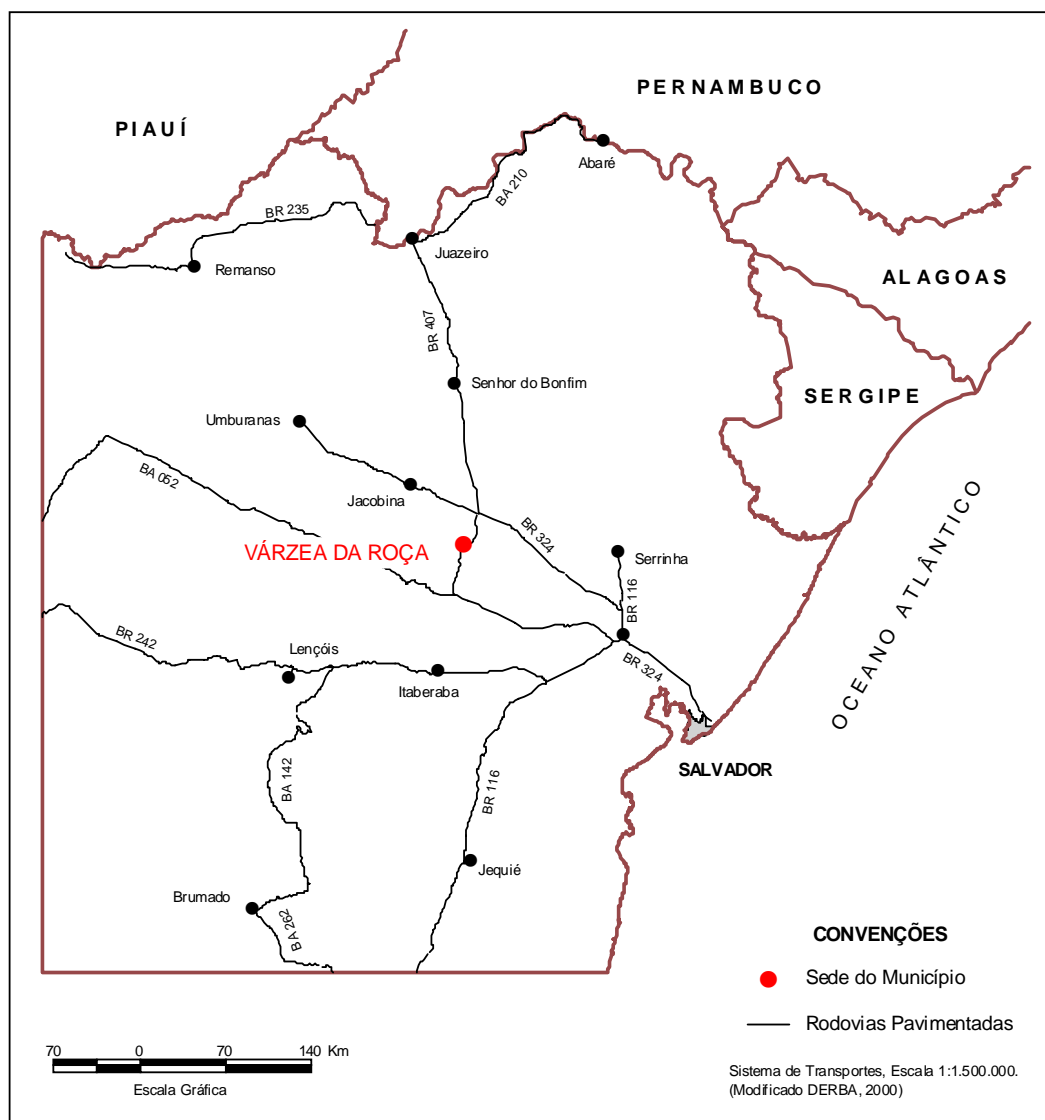 PERNAMBUCO
PIAUÍ
Abaré
BA 210
BR 235
Juazeiro
Remanso
ALAGOAS
BR 407
Senhor do Bonfim
SERGIPE
Umburanas
BA 052
Jacobina
OCEANO ATLÂNTICO
BR 324
VÁRZEA DA ROÇA
Serrinha
BR 116
BR 242
Lençóis
BR 324
Itaberaba
SALVADOR
BA 142
BR 116
Jequié
Brumado
BA 262
CONVENÇÕES
Sede do Município
Rodovias Pavimentadas
70 0 70 140 Km
Escala Gráfica
Sistema de Transportes, Escala 1:1.500.000.
(Modificado DERBA, 2000)